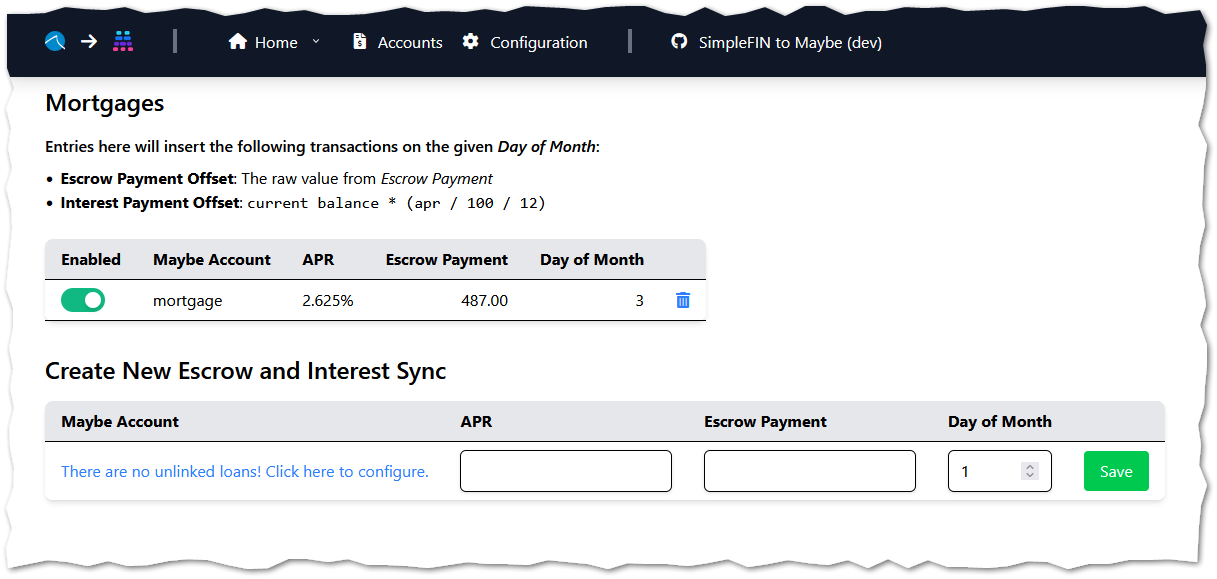 Home Accounts Configuration SimpleFIN to Maybe (dev)
Mortgages
Entries here will insert the following transactions on the given Day of Month:
• Escrow Payment Offset: The raw value from Escrow Payment
• Interest Payment Offset: current balance * (apr / 100 / 12)
Enabled Maybe Account APR Escrow Payment Day of Month
mortgage 2.625% 487.00 3
Create New Escrow and Interest Sync
Maybe Account APR Escrow Payment Day of Month
There are no unlinked loans! Click here to configure. 1 Save